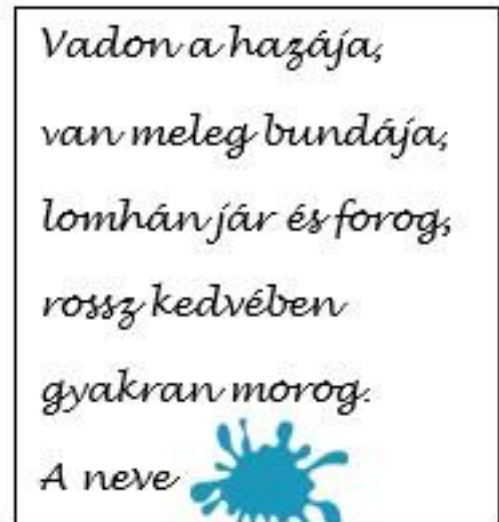 Vadon a hazája,
van meleg bundája,
lomhán jár és forog,
rossz kedvében
gyakran morog.
A neve